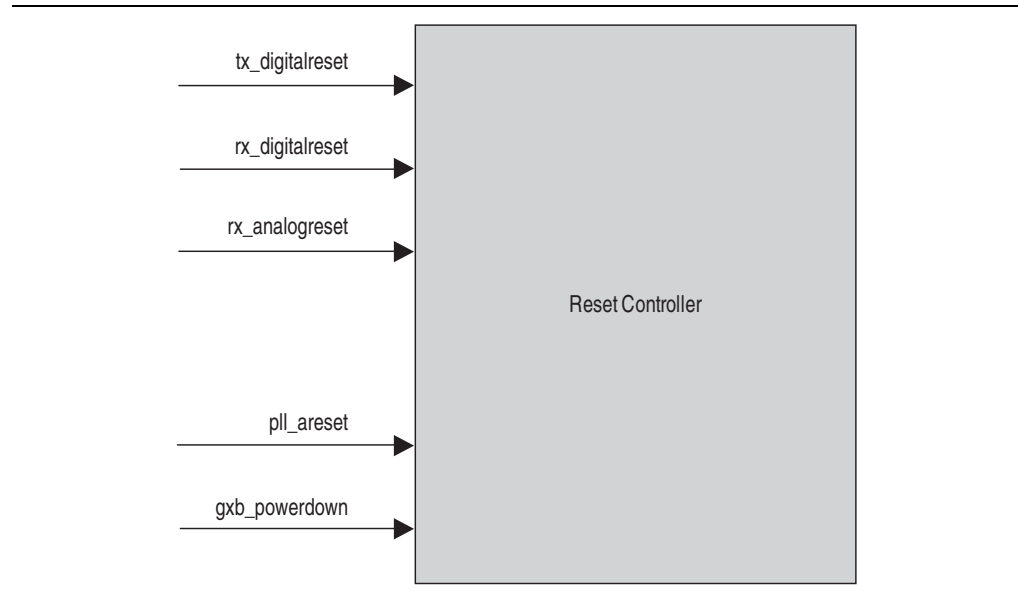 tx_digitalreset
rx_digitalreset
rx_analogreset
Reset Controller
pll_areset
gxb_powerdown